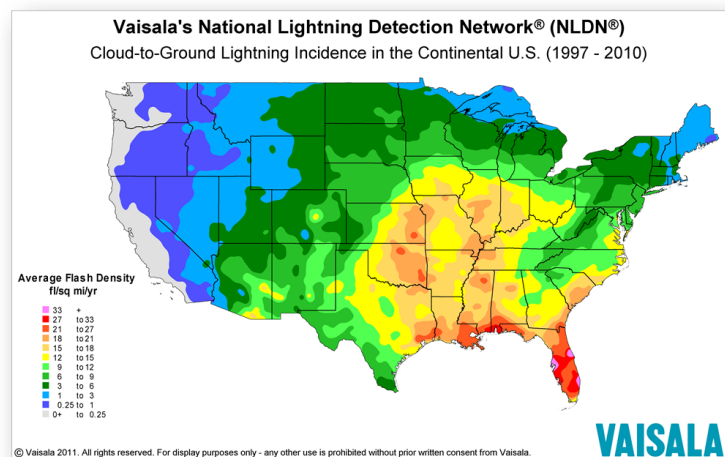 Vaisala's National Lightning Detection Network® (NLDN®)
Cloud-to-Ground Lightning Incidence in the Continental U.S. (1997 - 2010)
Average Flash Density
fl/sq mi/yr
33 +
27 to 33
21 to 27
18 to 21
15 to 18
12 to 15
9 to 12
6 to 9
3 to 6
1 to 3
0.25 to 1
0+ to 0.25
© Vaisala 2011. All rights reserved. For display purposes only - any other use is prohibited without prior written consent from Vaisala.
VAISALA